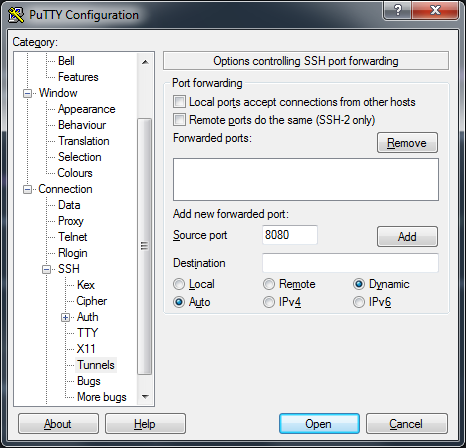 PuTTY Configuration
?
Category:
Bell
Features
Window
Appearance
Behaviour
Translation
Selection
Colours
Connection
Data
Proxy
Telnet
Rlogin
SSH
Kex
Cipher
Auth
TTY
X11
Tunnels
Bugs
More bugs
Options controlling SSH port forwarding
Port forwarding
Local ports accept connections from other hosts
Remote ports do the same (SSH-2 only)
Forwarded ports:
Remove
Add new forwarded port:
Source port 8080 Add
Destination
Local Remote Dynamic
Auto IPv4 IPv6
About Help Open Cancel